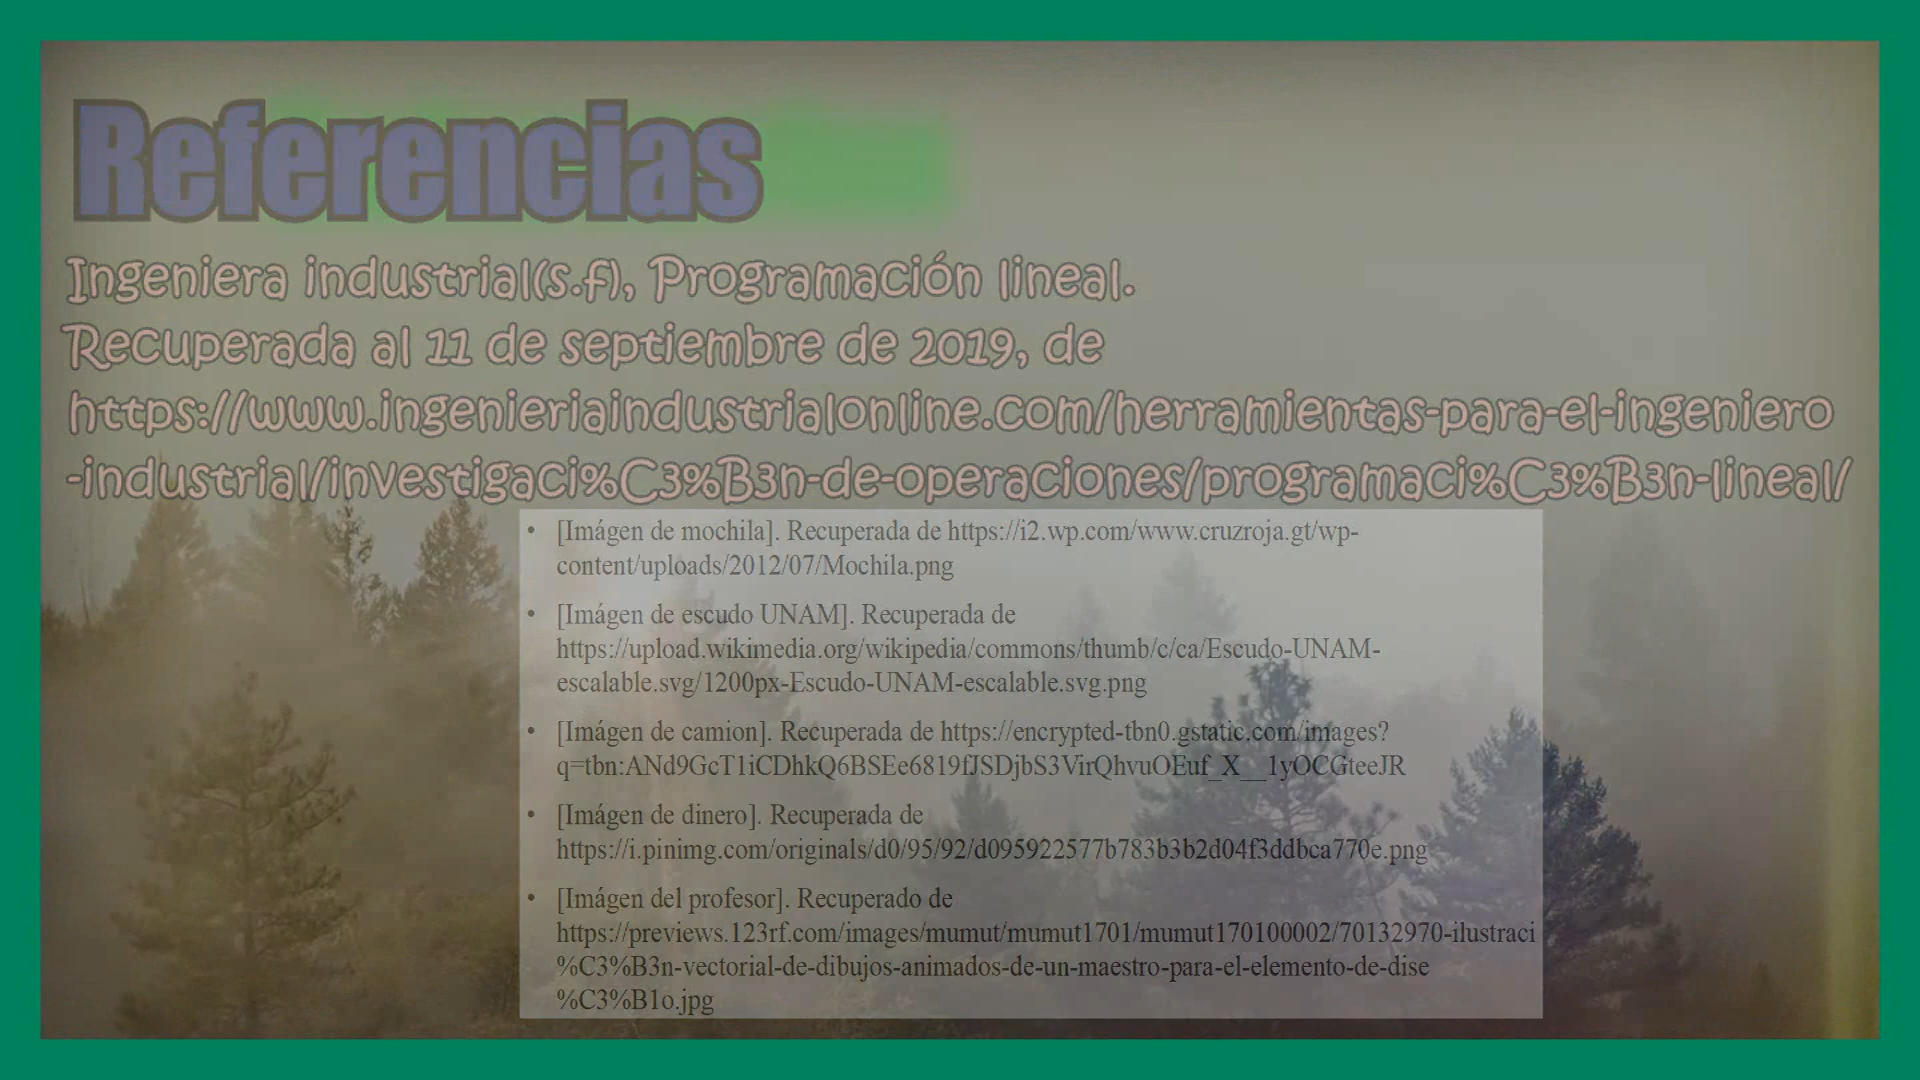 Referencias
Ingeniera industrial(s.f), Programación lineal.
Recuperada al 11 de septiembre de 2019, de
https://www.ingenieriaindustrialonline.com/herramientas-para-el-ingeniero
-industrial/investigaci%C3%B3n-de-operaciones/programaci%C3%B3n-lineal/
• [Imágen de mochila]. Recuperada de https://i2.wp.com/www.cruzroja.gt/wp-
content/uploads/2012/07/Mochila.png
• [Imágen de escudo UNAM]. Recuperada de
https://upload.wikimedia.org/wikipedia/commons/thumb/c/ca/Escudo-UNAM-
escalable.svg/1200px-Escudo-UNAM-escalable.svg.png
• [Imágen de camion]. Recuperada de https://encrypted-tbn0.gstatic.com/images?
q=tbn:ANd9GcT1iCDhkQ6BSEe6819fJSDjbS3VirQhvuOEuf_X__1yOCGteeJR
• [Imágen de dinero]. Recuperada de
https://i.pinimg.com/originals/d0/95/92/d095922577b783b3b2d04f3ddbca770e.png
• [Imágen del profesor]. Recuperado de
https://previews.123rf.com/images/mumut/mumut1701/mumut170100002/70132970-ilustraci
%C3%B3n-vectorial-de-dibujos-animados-de-un-maestro-para-el-elemento-de-dise
%C3%B1o.jpg